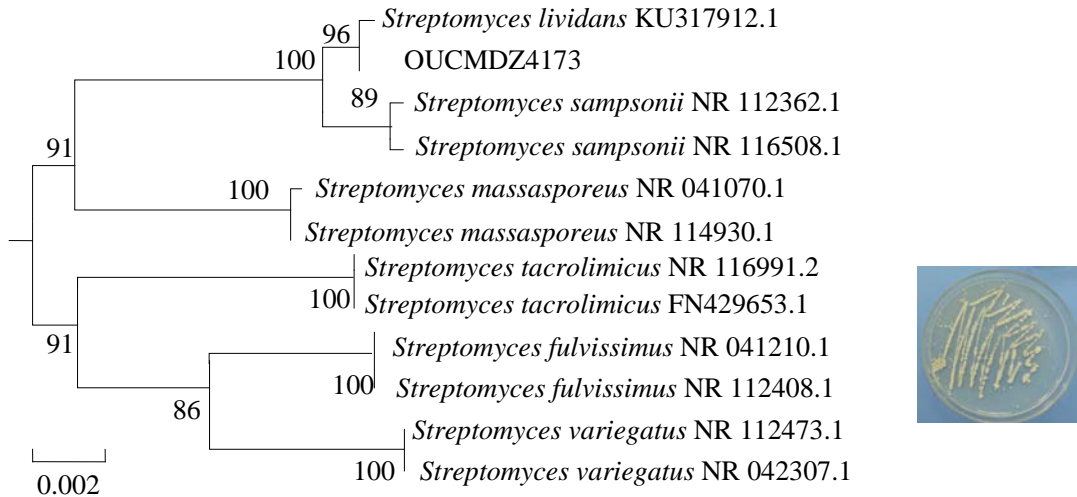 Streptomyces lividans KU317912.1
96
OUCMDZ4173
100
89
Streptomyces sampsonii NR 112362.1
Streptomyces sampsonii NR 116508.1
91
100
Streptomyces massasporeus NR 041070.1
Streptomyces massasporeus NR 114930.1
Streptomyces tacrolimicus NR 116991.2
100
Streptomyces tacrolimicus FN429653.1
91
Streptomyces fulvissimus NR 041210.1
100
Streptomyces fulvissimus NR 112408.1
86
Streptomyces variegatus NR 112473.1
100
Streptomyces variegatus NR 042307.1
0.002